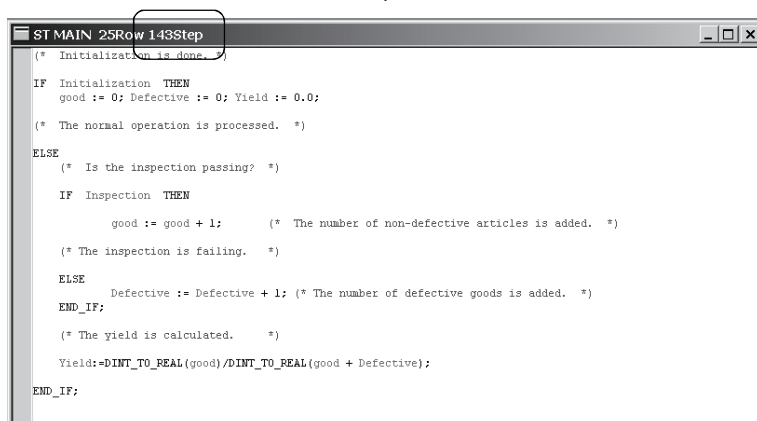 ST MAIN 25Row 143Step
(* Initialization is done. *)
IF Initialization THEN
good := 0; Defective := 0; Yield := 0.0;
(* The normal operation is processed. *)
ELSE
(* Is the inspection passing? *)
IF Inspection THEN
good := good + 1; (* The number of non-defective articles is added. *)
(* The inspection is failing. *)
ELSE
Defective := Defective + 1; (* The number of defective goods is added. *)
END_IF;
(* The yield is calculated. *)
Yield:=DINT_TO_REAL(good)/DINT_TO_REAL(good + Defective);
END_IF;